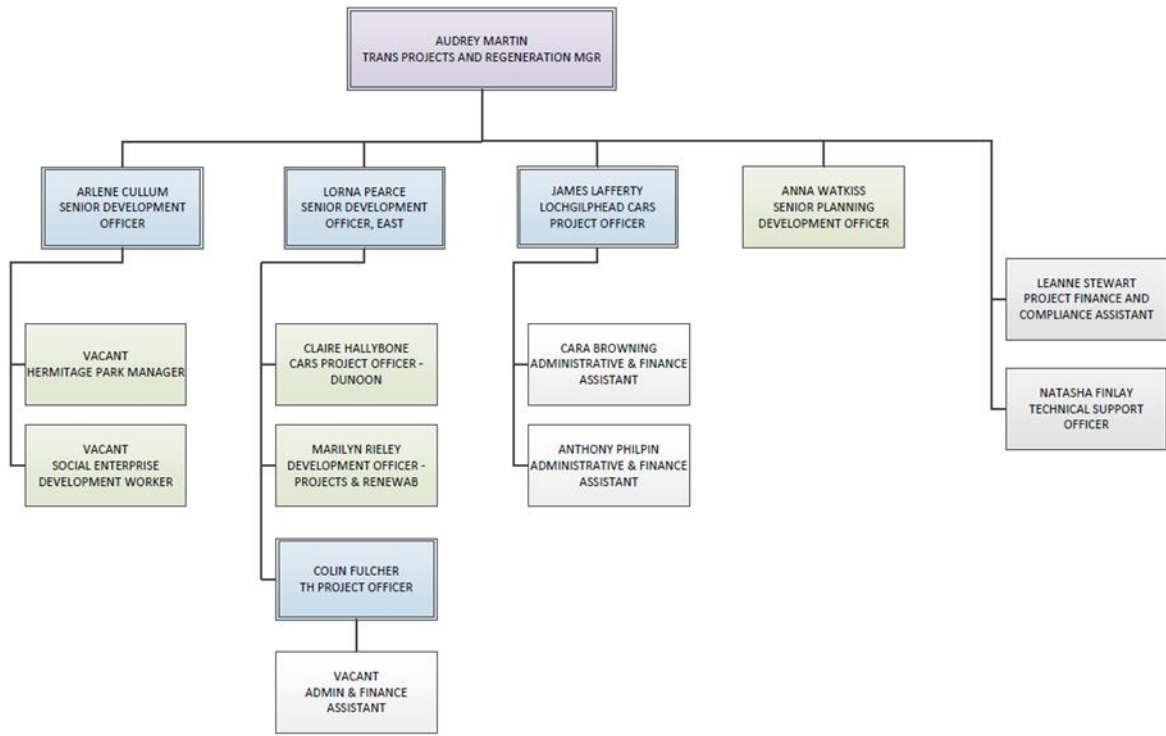 AUDREY MARTIN
TRANS PROJECTS AND REGENERATION MGR
ARLENE CULLUM
SENIOR DEVELOPMENT
OFFICER
LORNA PEARCE
SENIOR DEVELOPMENT
OFFICER, EAST
JAMES LAFFERTY
LOCHGILPHEAD CARS
PROJECT OFFICER
ANNA WATKISS
SENIOR PLANNING
DEVELOPMENT OFFICER
LEANNE STEWART
PROJECT FINANCE AND
COMPLIANCE ASSISTANT
VACANT
HERMITAGE PARK MANAGER
CLAIRE HALLYBONE
CARS PROJECT OFFICER -
DUNOON
CARA BROWNING
ADMINISTRATIVE & FINANCE
ASSISTANT
NATASHA FINLAY
TECHNICAL SUPPORT
OFFICER
VACANT
SOCIAL ENTERPRISE
DEVELOPMENT WORKER
MARILYN RIELEY
DEVELOPMENT OFFICER -
PROJECTS & RENEWAB
ANTHONY PHILPIN
ADMINISTRATIVE & FINANCE
ASSISTANT
COLIN FULCHER
TH PROJECT OFFICER
VACANT
ADMIN & FINANCE
ASSISTANT